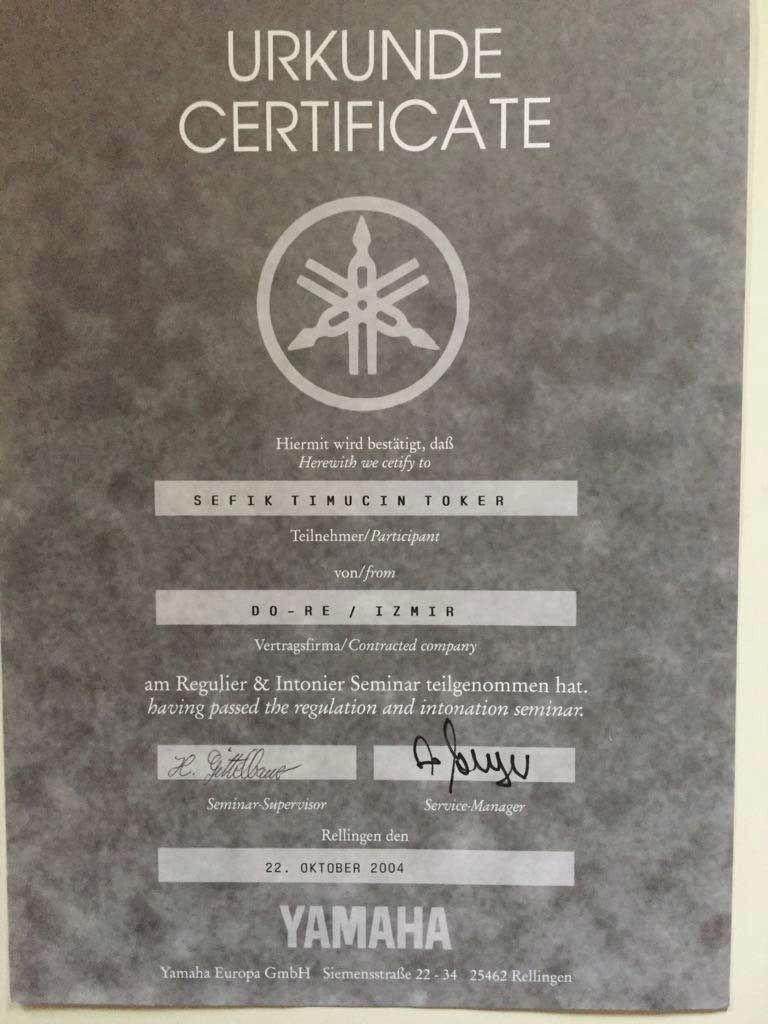 URKUNDE
CERTIFICATE
Hiermit wird bestätigt, daß
Herewith we cetify to
SEFIK TIMUCIN TOKER
Teilnehmer/Participant
von/from
DO-RE / IZMIR
Vertragsfirma/Contracted company
am Regulier & Intonier Seminar teilgenommen hat.
having passed the regulation and intonation seminar.
H.
Seminar-Supervisor Service-Manager
Rellingen den
22. OKTOBER 2004
YAMAHA
Yamaha Europa GmbH Siemensstraße 22 - 34 25462 Rellingen